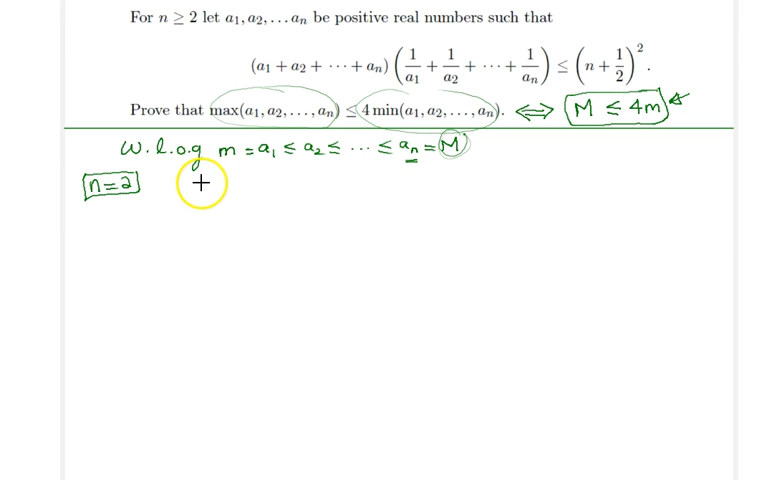 For n ≥ 2 let a₁, a₂, … aₙ be positive real numbers such that
(a₁ + a₂ + ⋯ + aₙ) (1/a₁ + 1/a₂ + ⋯ + 1/aₙ) ≤ (n + 1/2)².
Prove that max(a₁, a₂, …, aₙ) ≤ 4 min(a₁, a₂, …, aₙ). ⟺ M ≤ 4m
W.l.o.g m = a₁ ≤ a₂ ≤ ⋯ ≤ aₙ = M
n=2